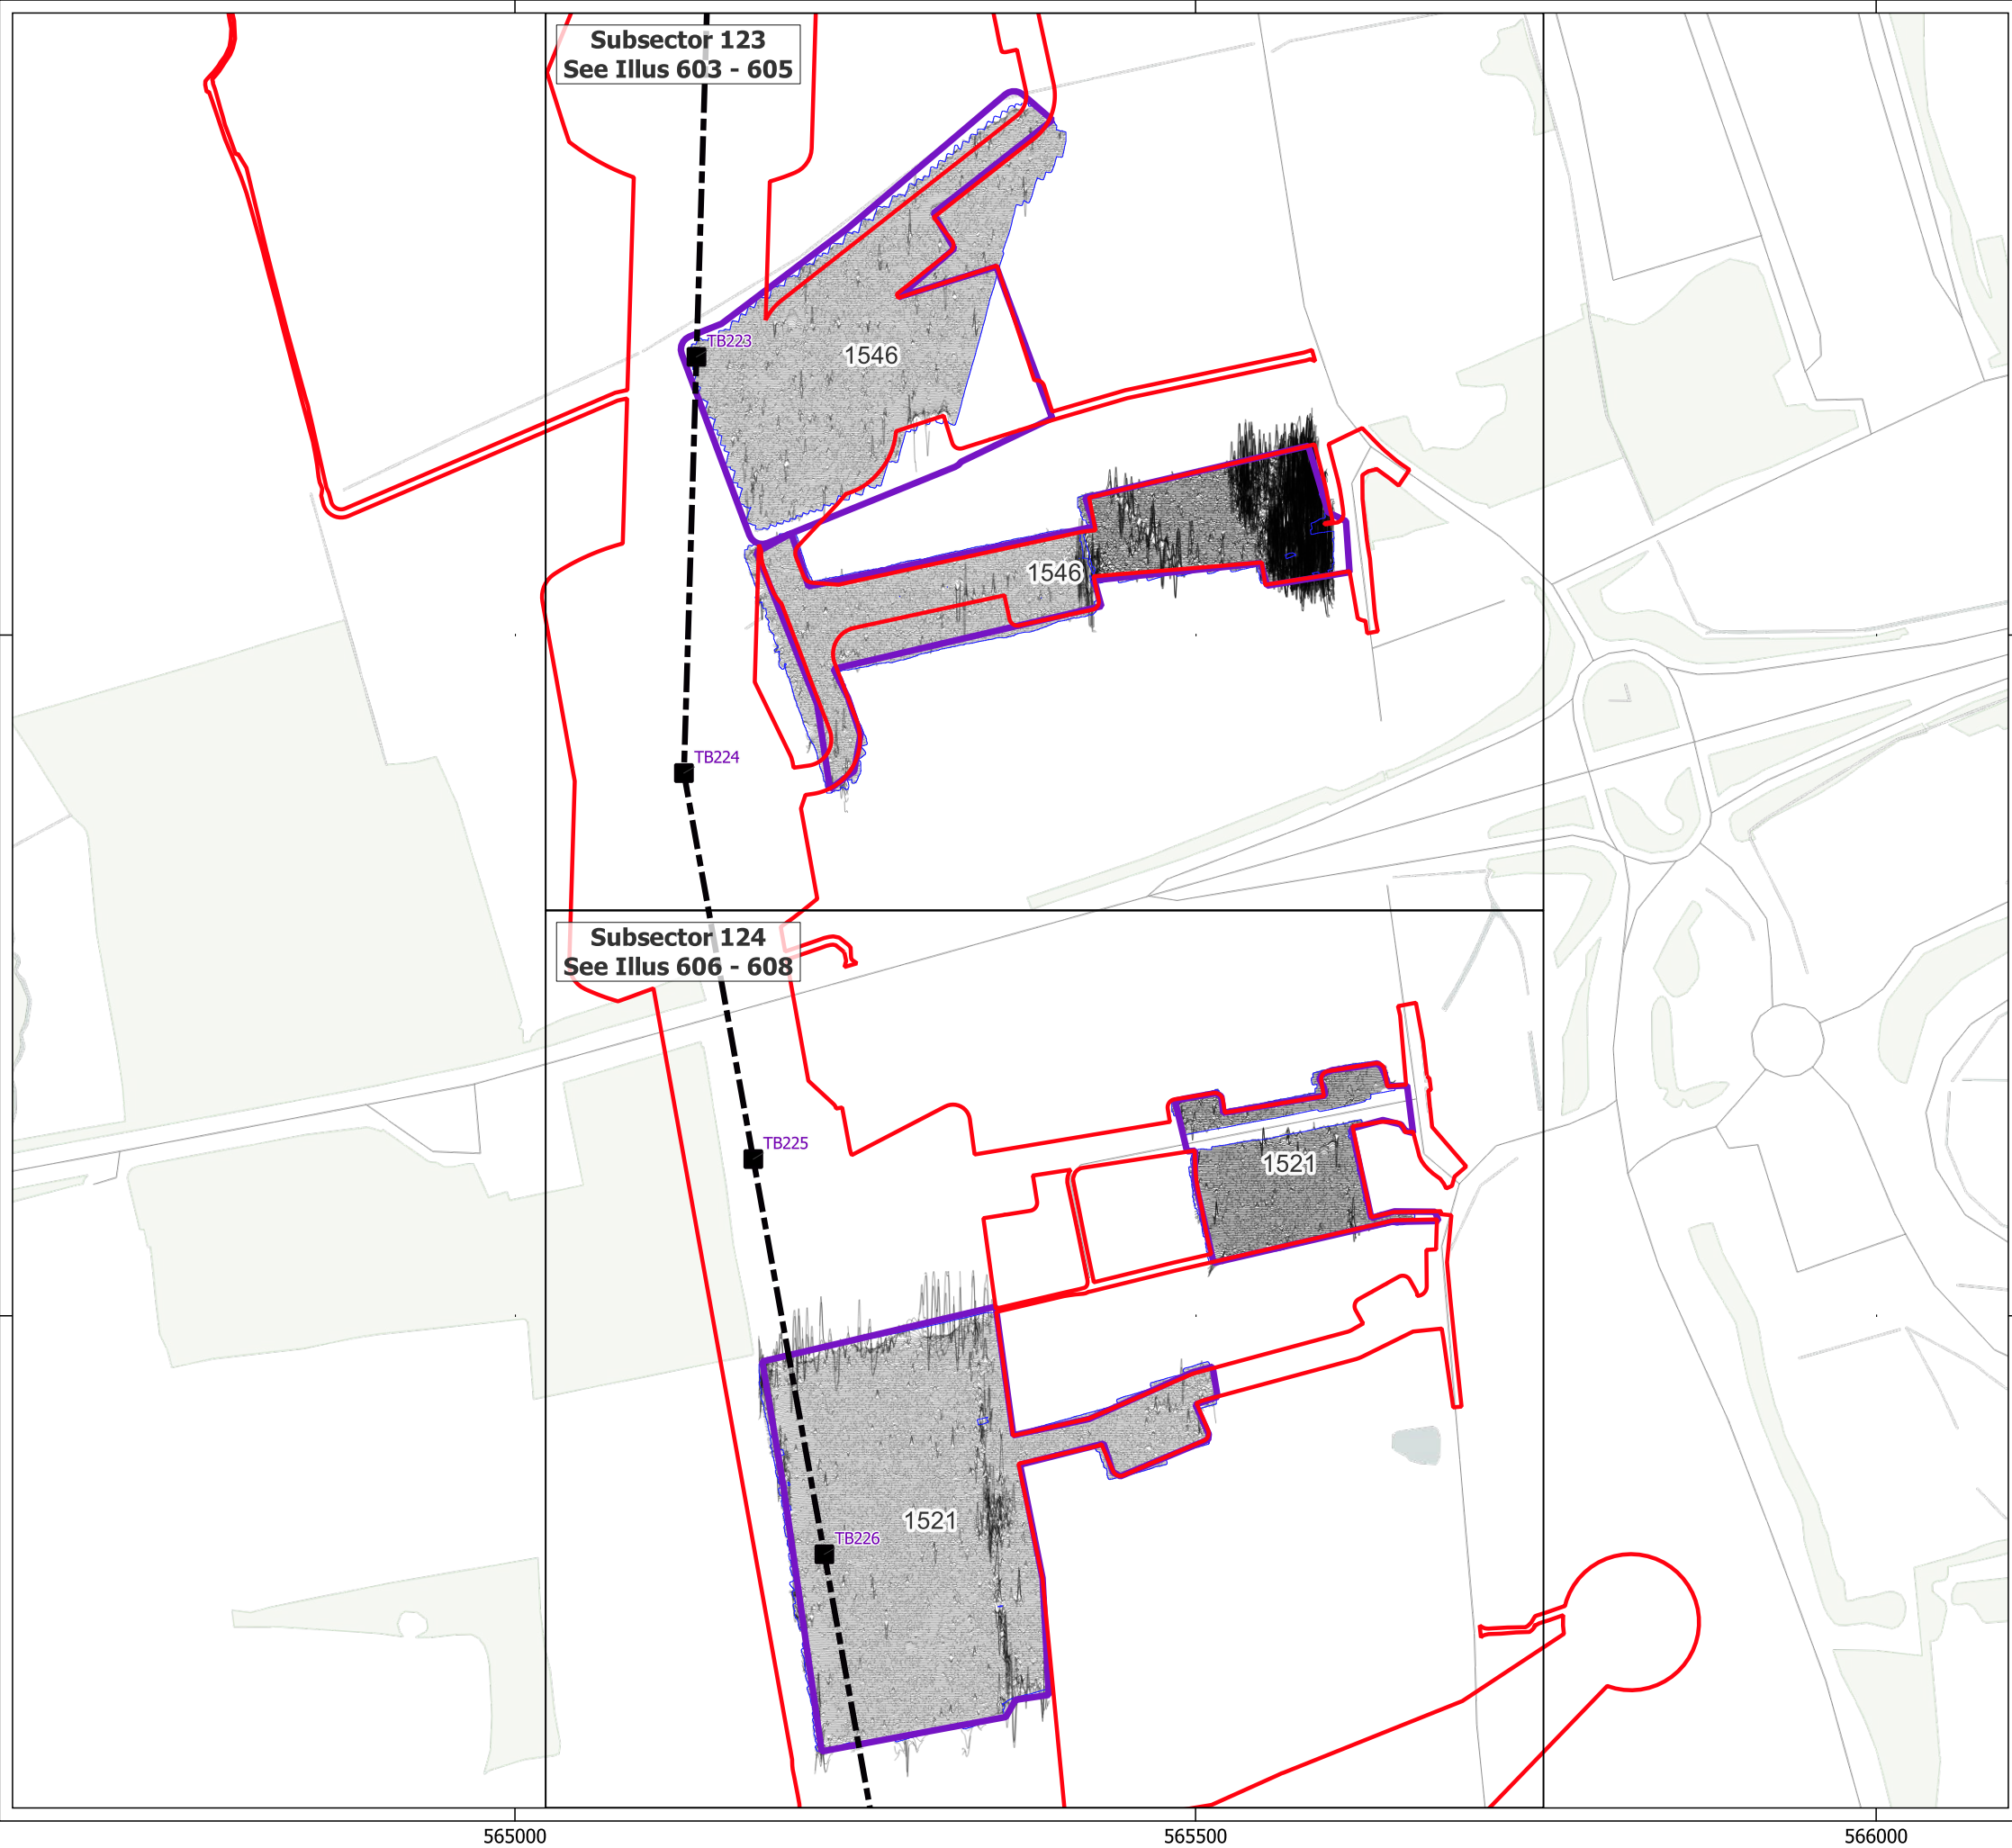 Subsector 123
See Illus 603 - 605
TB223
1546
1546
TB224
Subsector 124
See Illus 606 - 608
TB225
1521
1521
TB226
565000
565500
566000